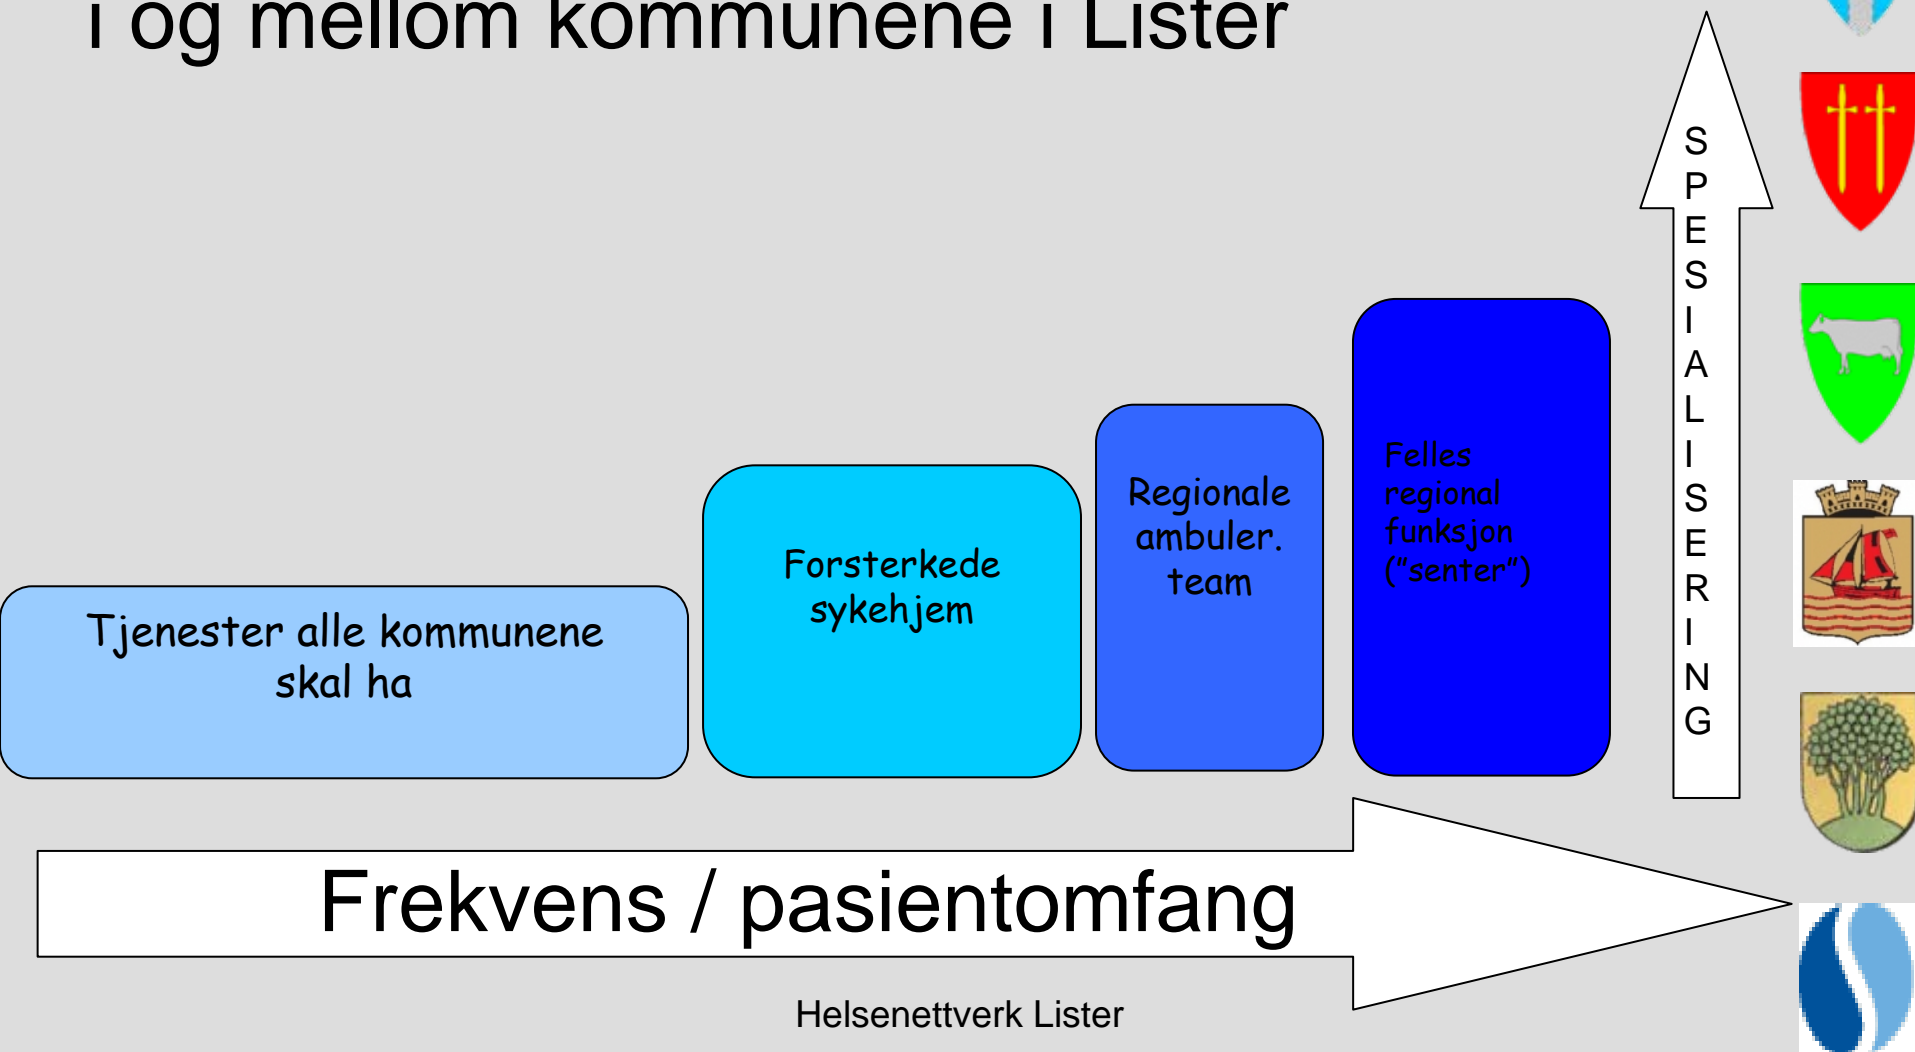 i og mellom kommunene i Lister
Tjenester alle kommunene
skal ha
Forsterkede
sykehjem
Regionale
ambuler.
team
Felles
regional
funksjon
("senter")
S
P
E
S
I
A
L
I
S
E
R
I
N
G
Frekvens / pasientomfang
Helsenettverk Lister